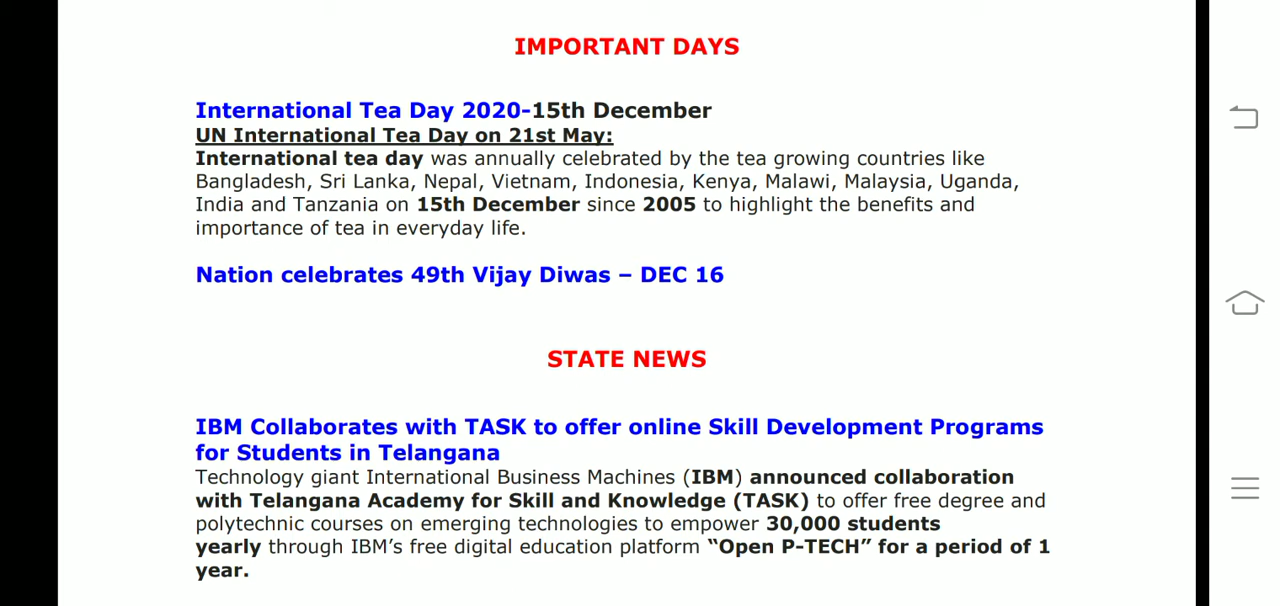 IMPORTANT DAYS
International Tea Day 2020-15th December
UN International Tea Day on 21st May:
International tea day was annually celebrated by the tea growing countries like
Bangladesh, Sri Lanka, Nepal, Vietnam, Indonesia, Kenya, Malawi, Malaysia, Uganda,
India and Tanzania on 15th December since 2005 to highlight the benefits and
importance of tea in everyday life.
Nation celebrates 49th Vijay Diwas – DEC 16
STATE NEWS
IBM Collaborates with TASK to offer online Skill Development Programs
for Students in Telangana
Technology giant International Business Machines (IBM) announced collaboration
with Telangana Academy for Skill and Knowledge (TASK) to offer free degree and
polytechnic courses on emerging technologies to empower 30,000 students
yearly through IBM’s free digital education platform “Open P-TECH” for a period of 1
year.